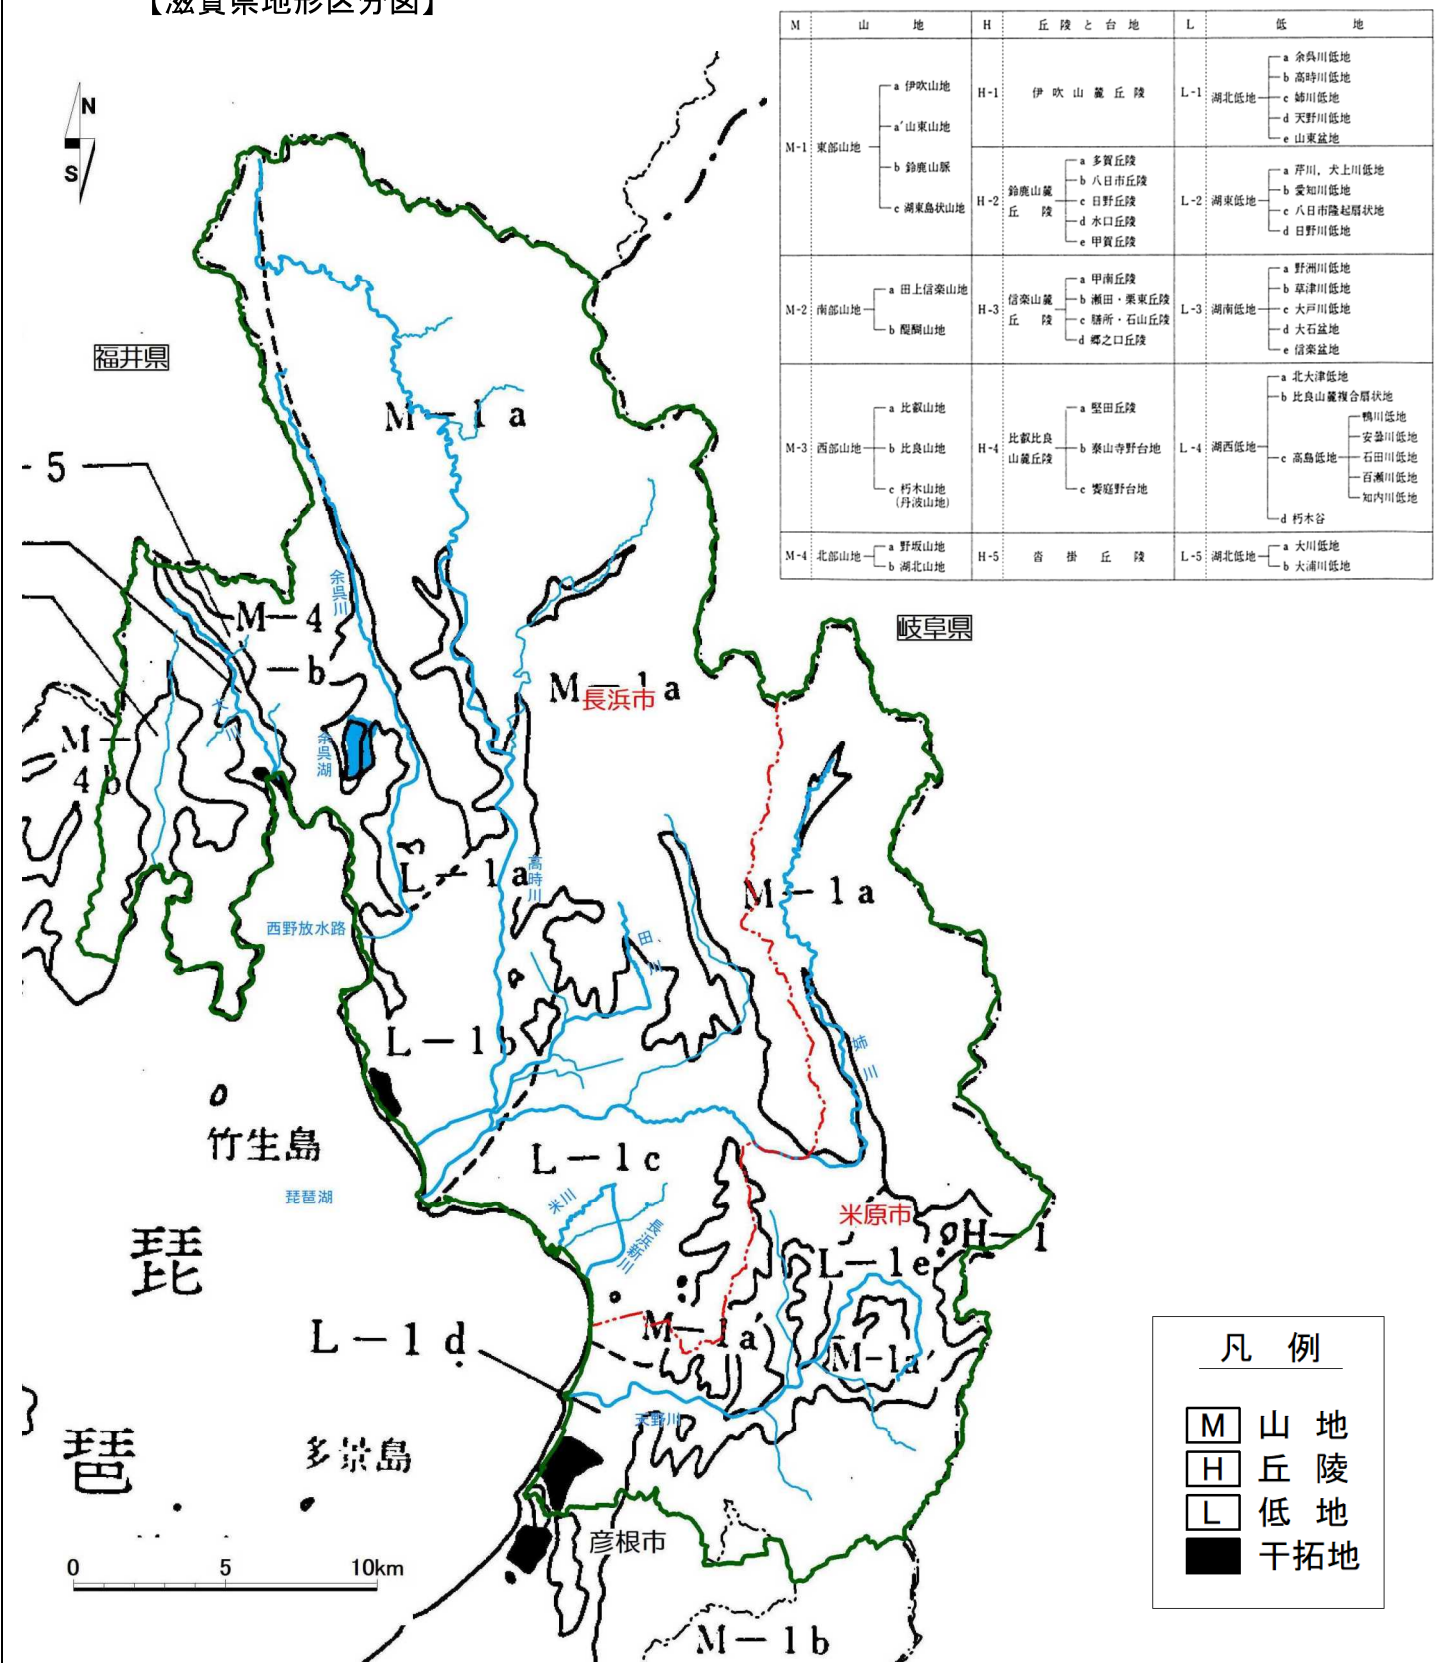 【滋賀県地形区分図】
N
S
M 山 地 H 丘 陵 と 台 地 L 低 地
M-1 東部山地
a 伊吹山地
a′山東山地
b 鈴鹿山脈
c 湖東島状山地
H-1 伊 吹 山 麓 丘 陵
L-1 湖北低地
a 余呉川低地
b 高時川低地
c 姉川低地
d 天野川低地
e 山東盆地
H-2 鈴鹿山麓
丘 陵
a 多賀丘陵
b 八日市丘陵
c 日野丘陵
d 水口丘陵
e 甲賀丘陵
L-2 湖東低地
a 芹川，犬上川低地
b 愛知川低地
c 八日市隆起扇状地
d 日野川低地
M-2 南部山地
a 田上信楽山地
b 醍醐山地
H-3 信楽山麓
丘 陵
a 甲南丘陵
b 瀬田・栗東丘陵
c 膳所・石山丘陵
d 郷之口丘陵
L-3 湖南低地
a 野洲川低地
b 草津川低地
c 大戸川低地
d 大石盆地
e 信楽盆地
M-3 西部山地
a 比叡山地
b 比良山地
c 朽木山地
(丹波山地)
H-4 比叡比良
山麓丘陵
a 堅田丘陵
b 泰山寺野台地
c 饗庭野台地
L-4 湖西低地
a 北大津低地
b 比良山麓複合扇状地
c 高島低地
鴨川低地
安曇川低地
石田川低地
百瀬川低地
知内川低地
d 朽木谷
M-4 北部山地
a 野坂山地
b 湖北山地
H-5 沓 掛 丘 陵
L-5 湖北低地
a 大川低地
b 大浦川低地
福井県
M-1a
-5
余呉川
M-4
-b
岐阜県
M-1a
長浜市
大川
余呉湖
M-
4b
L-1a
高時川
M-1a
西野放水路
田川
L-1b
姉川
竹生島
L-1c
琵琶湖
米川
長浜新川
米原市
H-1
琵
L-1e
L-1d
M-1a′
M-1a′
天野川
琶
多景島
彦根市
0 5 10km
M-1b
凡 例
M 山 地
H 丘 陵
L 低 地
干拓地